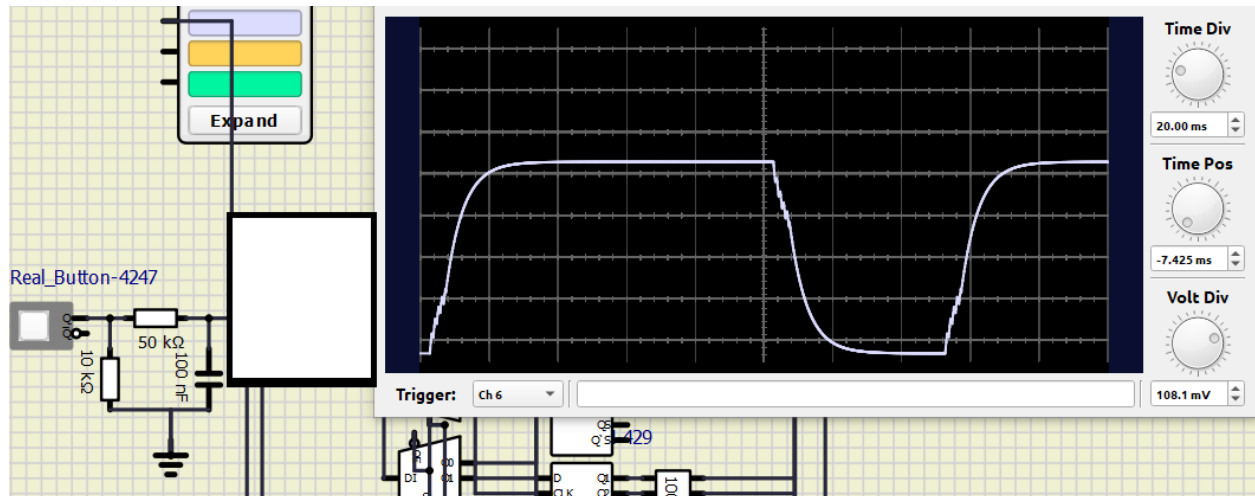 Expand
Time Div
20.00 ms
Time Pos
-7.425 ms
Volt Div
108.1 mV
Trigger:
Ch 6
Real_Button-4247
50 kΩ
10 kΩ
100 nF
429
DI
D
Q1